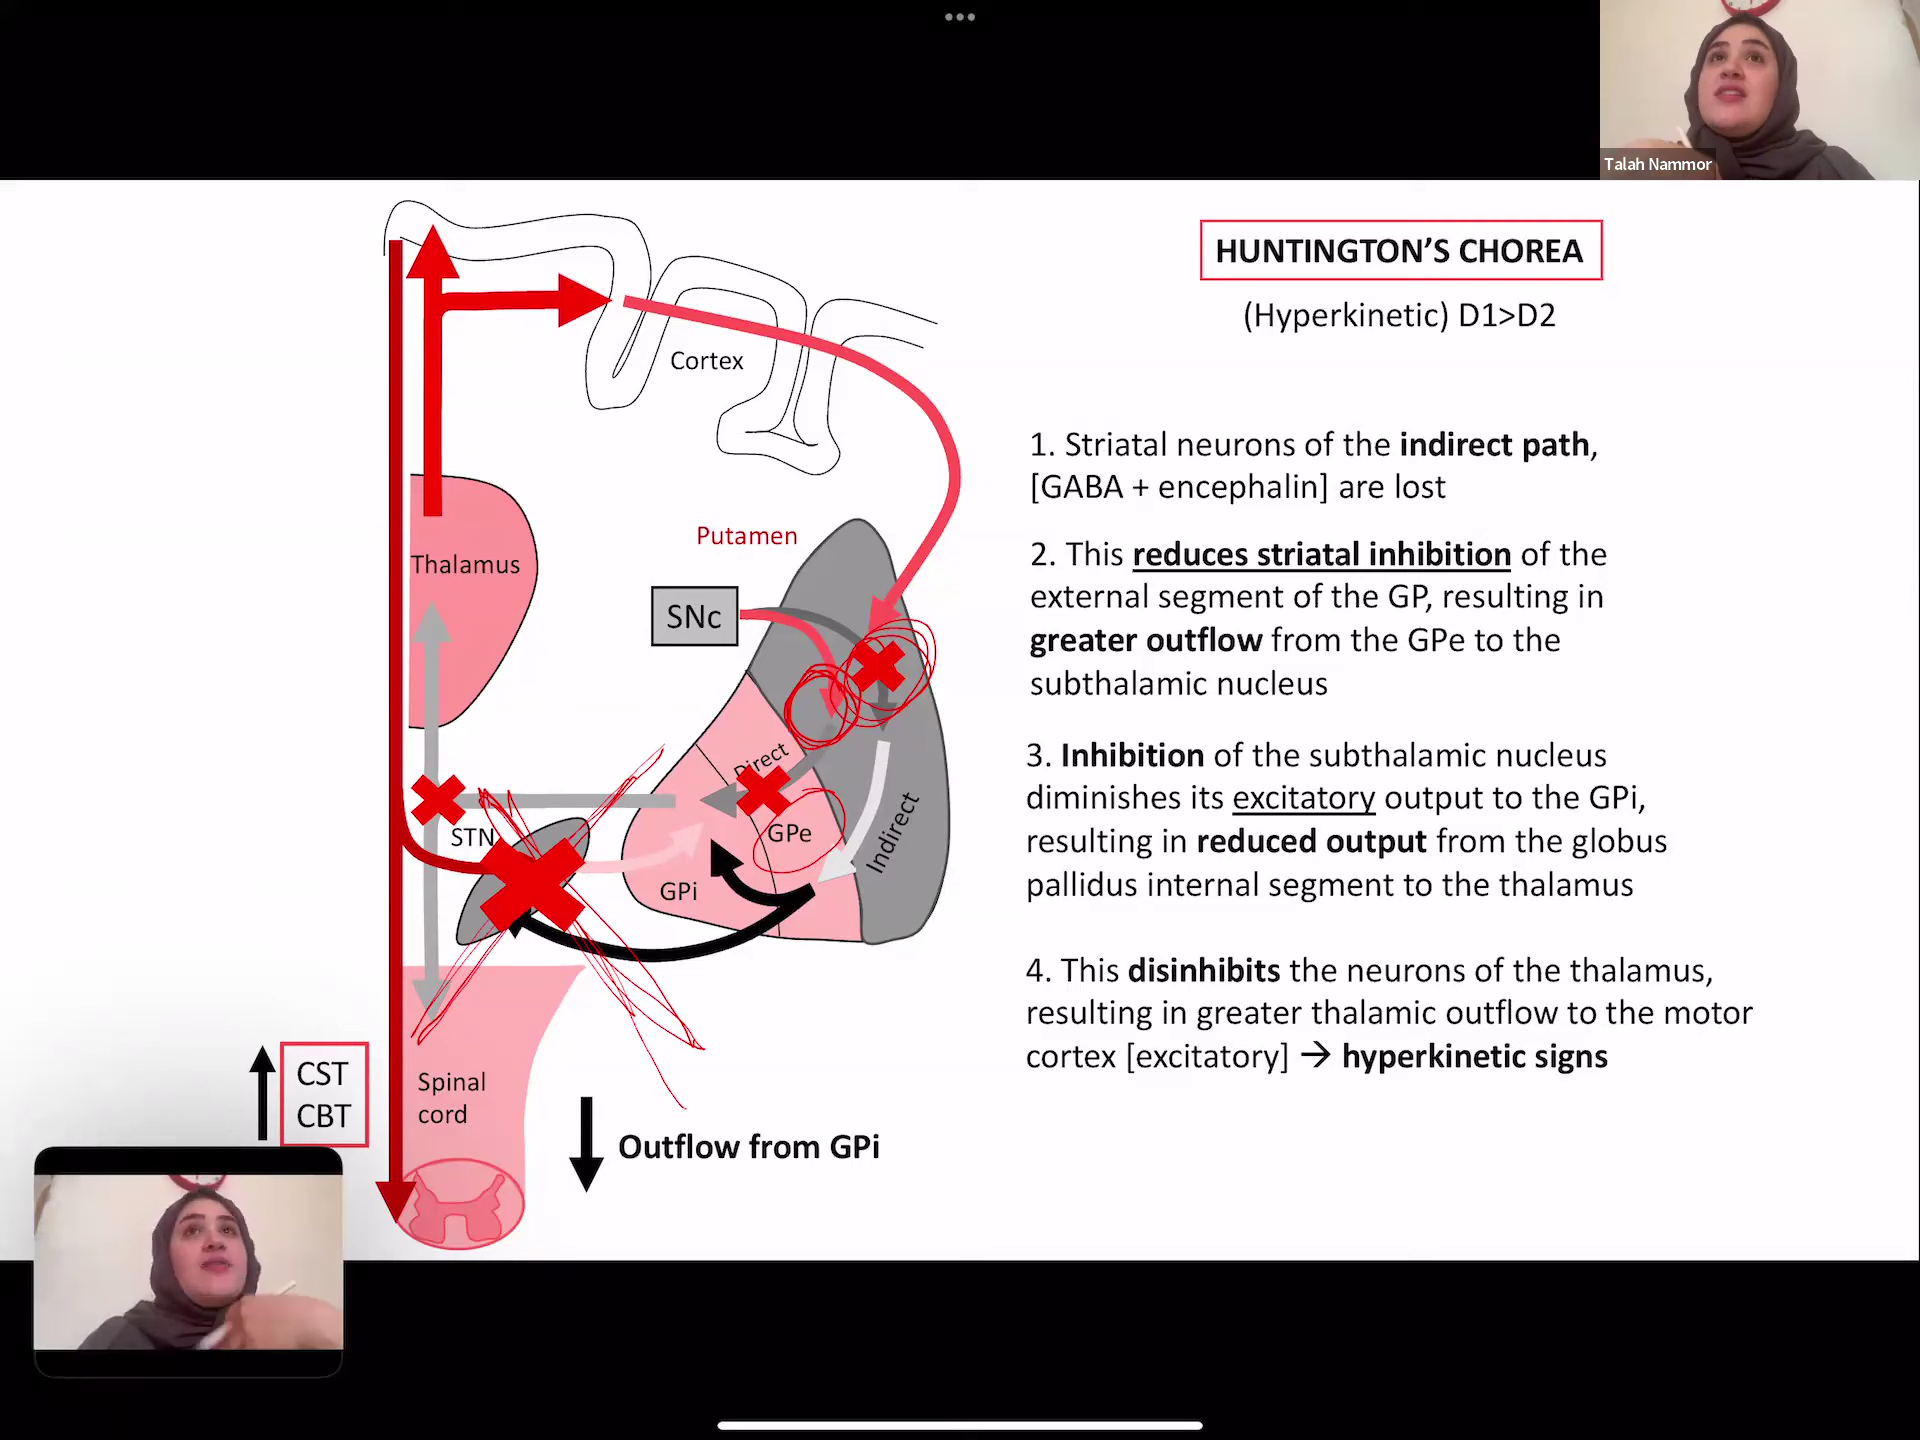 Talah Nammor
HUNTINGTON'S CHOREA
(Hyperkinetic) D1>D2
Cortex
1. Striatal neurons of the indirect path,
[GABA + encephalin] are lost
Putamen
Thalamus
SNc
2. This reduces striatal inhibition of the
external segment of the GP, resulting in
greater outflow from the GPe to the
subthalamic nucleus
Direct
STN
GPe
Indirect
GPi
3. Inhibition of the subthalamic nucleus
diminishes its excitatory output to the GPi,
resulting in reduced output from the globus
pallidus internal segment to the thalamus
4. This disinhibits the neurons of the thalamus,
resulting in greater thalamic outflow to the motor
cortex [excitatory] → hyperkinetic signs
CST
CBT
Spinal
cord
Outflow from GPi